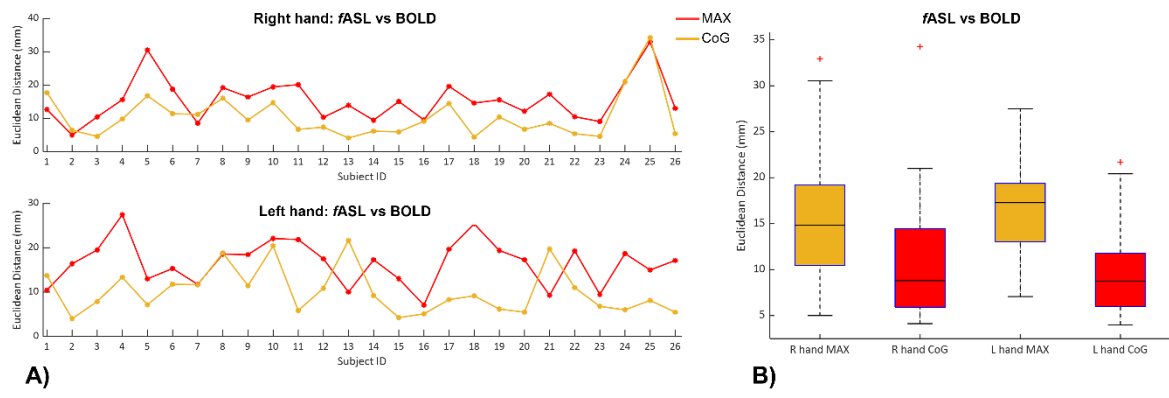 Right hand: fASL vs BOLD
MAX
CoG
Euclidean Distance (mm)
40
30
20
10
0
1 2 3 4 5 6 7 8 9 10 11 12 13 14 15 16 17 18 19 20 21 22 23 24 25 26
Subject ID
Left hand: fASL vs BOLD
Euclidean Distance (mm)
30
20
10
0
1 2 3 4 5 6 7 8 9 10 11 12 13 14 15 16 17 18 19 20 21 22 23 24 25 26
Subject ID
A)
fASL vs BOLD
Euclidean Distance (mm)
35
30
25
20
15
10
5
R hand MAX R hand CoG L hand MAX L hand CoG
B)